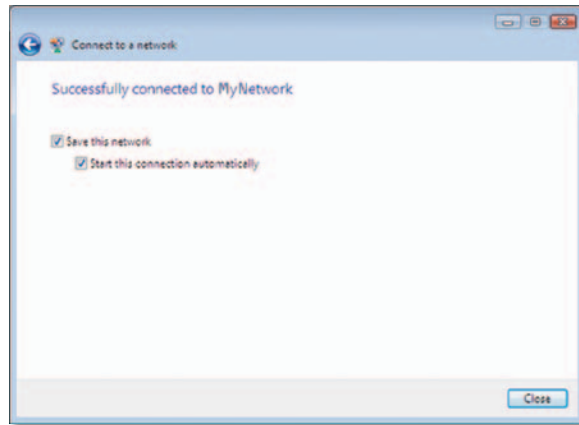 Connect to a network
Successfully connected to MyNetwork
Save this network
Start this connection automatically
Close